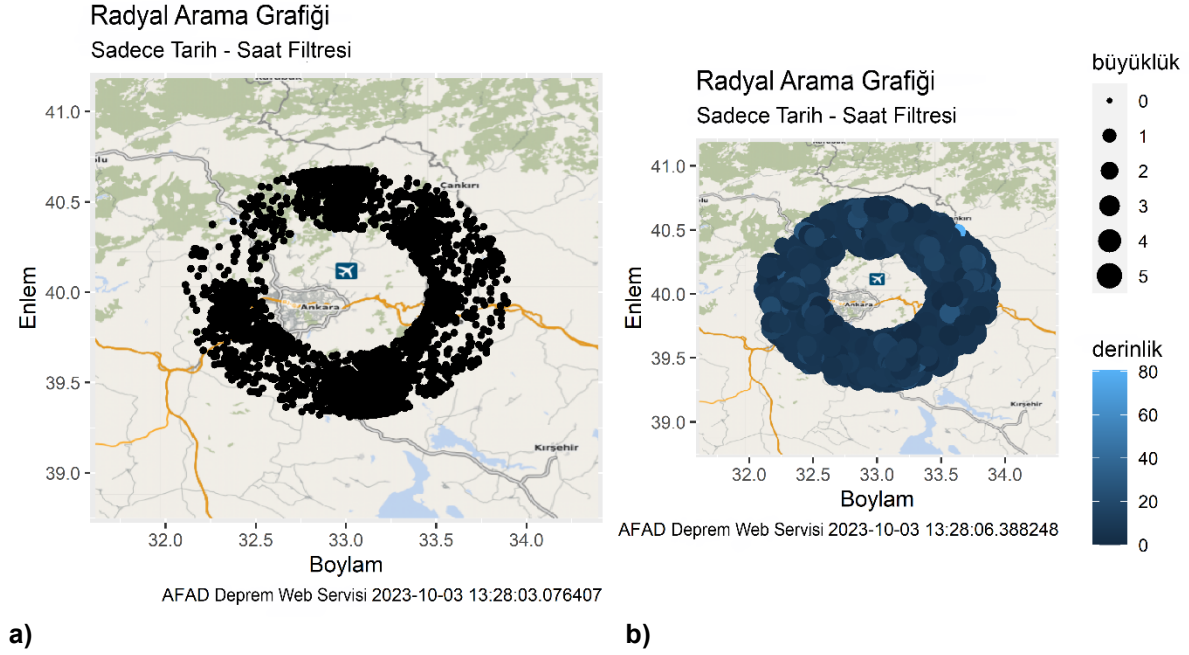 Radyal Arama Grafiği
Sadece Tarih - Saat Filtresi
41.0
40.5
40.0
39.5
39.0
Enlem
Çankırı
Ankara
Kırşehir
32.0 32.5 33.0 33.5 34.0
Boylam
AFAD Deprem Web Servisi 2023-10-03 13:28:03.076407
a)
Radyal Arama Grafiği
Sadece Tarih - Saat Filtresi
41.0
40.5
40.0
39.5
39.0
Enlem
Ankara
Kırşehir
32.0 32.5 33.0 33.5 34.0
Boylam
AFAD Deprem Web Servisi 2023-10-03 13:28:06.388248
b)
büyüklük
0
1
2
3
4
5
derinlik
80
60
40
20
0